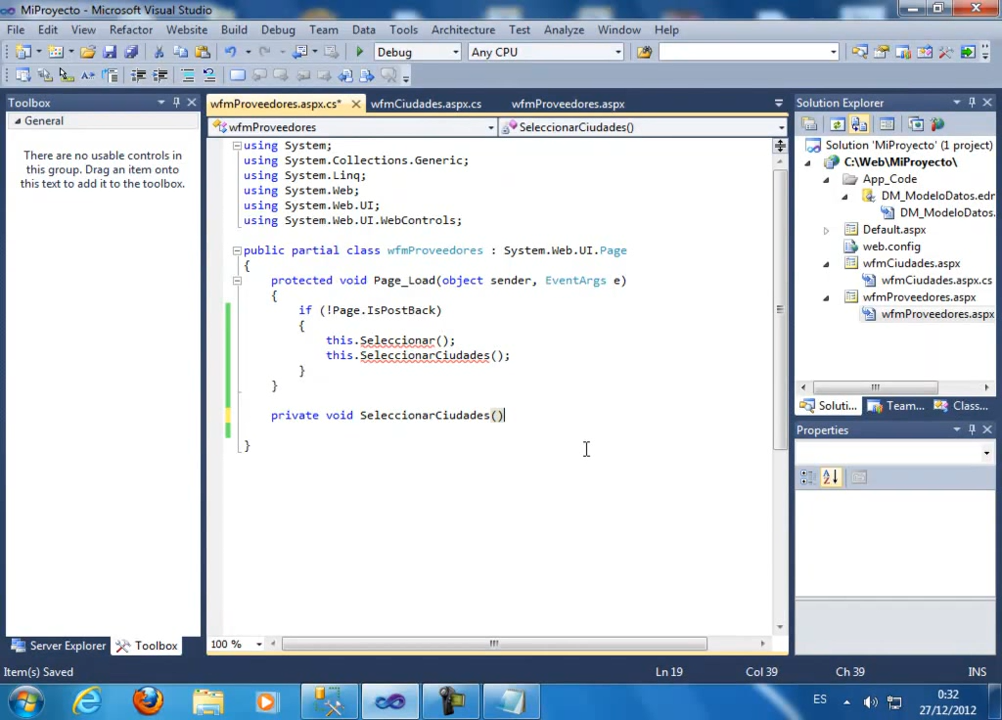 MiProyecto - Microsoft Visual Studio
File Edit View Refactor Website Build Debug Team Data Tools Architecture Test Analyze Window Help
Debug Any CPU
Toolbox
General
There are no usable controls in
this group. Drag an item onto
this text to add it to the toolbox.
Server Explorer Toolbox
wfmProveedores.aspx.cs* wfmCiudades.aspx.cs wfmProveedores.aspx
wfmProveedores SeleccionarCiudades()
using System;
using System.Collections.Generic;
using System.Linq;
using System.Web;
using System.Web.UI;
using System.Web.UI.WebControls;
public partial class wfmProveedores : System.Web.UI.Page
{
protected void Page_Load(object sender, EventArgs e)
{
if (!Page.IsPostBack)
{
this.Seleccionar();
this.SeleccionarCiudades();
}
}
private void SeleccionarCiudades()
}
100 %
Solution Explorer
Solution 'MiProyecto' (1 project)
C:\Web\MiProyecto\
App_Code
DM_ModeloDatos.edr
DM_ModeloDatos.
Default.aspx
web.config
wfmCiudades.aspx
wfmCiudades.aspx.cs
wfmProveedores.aspx
wfmProveedores.aspx
Soluti... Team... Class...
Properties
Item(s) Saved Ln 19 Col 39 Ch 39 INS
ES 0:32
27/12/2012